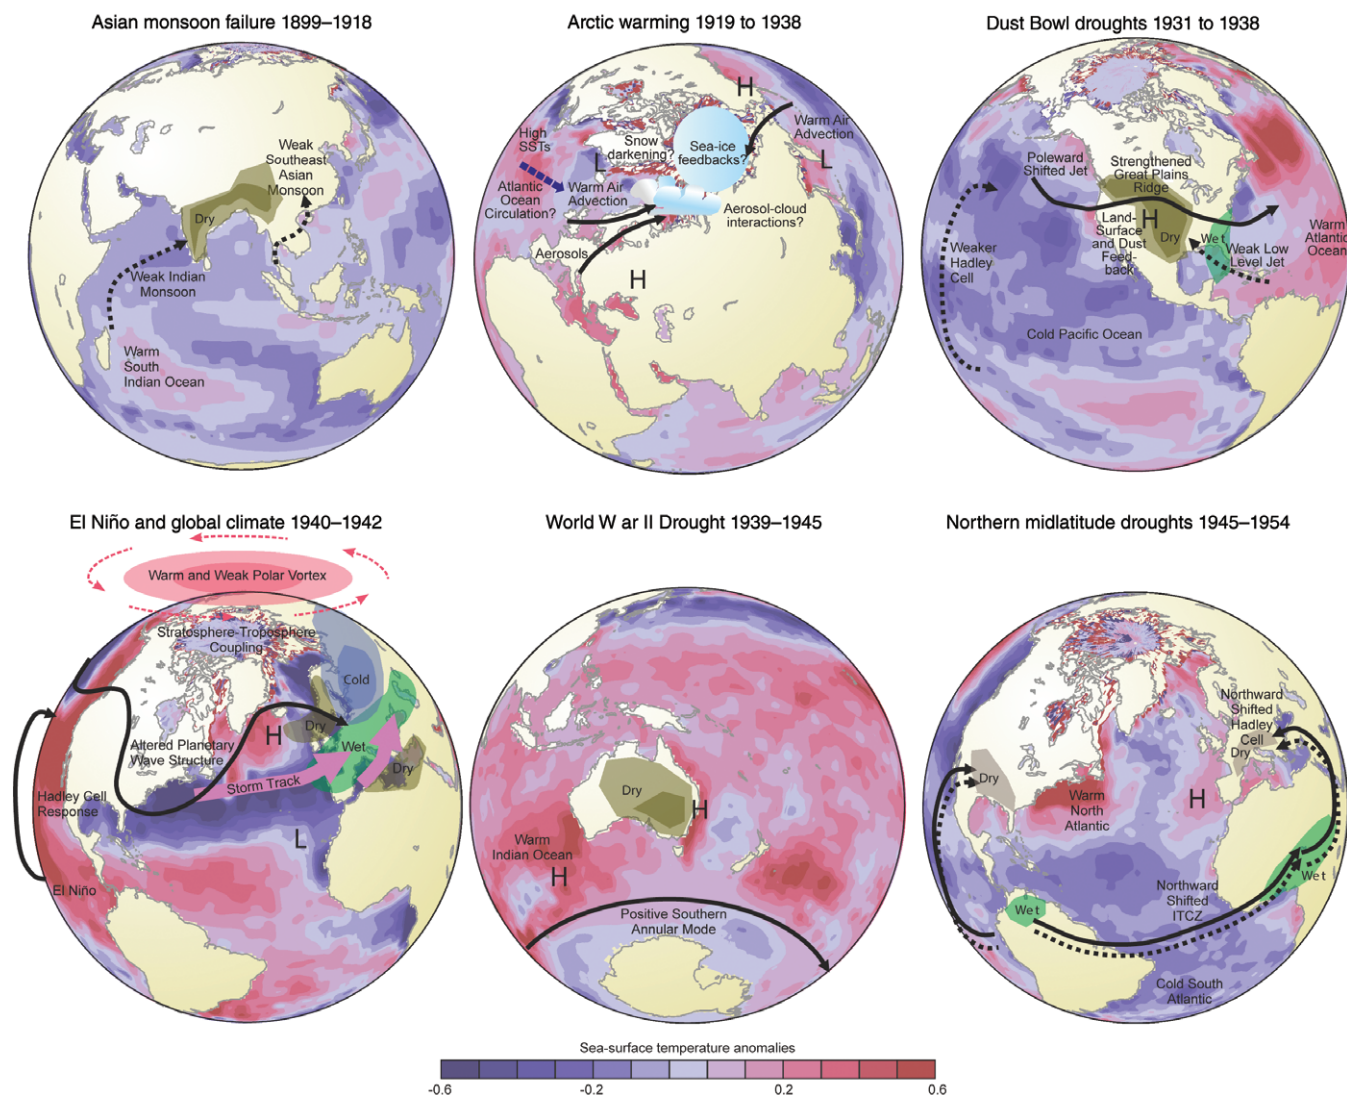 Asian monsoon failure 1899–1918
Weak
Southeast
Asian
Monsoon
Dry
Weak Indian
Monsoon
Warm
South
Indian Ocean
Arctic warming 1919 to 1938
H
High
SSTs
Snow
darkening?
Sea-ice
feedbacks?
Warm Air
Advection
L
L
Atlantic
Ocean
Circulation?
Warm Air
Advection
Aerosol-cloud
interactions?
Aerosols
H
Dust Bowl droughts 1931 to 1938
Poleward
Shifted Jet
Strengthened
Great Plains
Ridge
H
Land-
Surface
and Dust
Feed-
back
Dry
Wet
Weak Low
Level Jet
Warm
Atlantic
Ocean
Weaker
Hadley
Cell
Cold Pacific Ocean
El Niño and global climate 1940–1942
Warm and Weak Polar Vortex
Stratosphere-Troposphere
Coupling
Cold
Dry
H
Wet
Altered Planetary
Wave Structure
Dry
Storm Track
Hadley Cell
Response
L
El Niño
World W ar II Drought 1939–1945
Dry
H
Warm
Indian Ocean
H
Positive Southern
Annular Mode
Northern midlatitude droughts 1945–1954
Northward
Shifted
Hadley
Cell
Dry
Dry
Warm
North
Atlantic
H
Wet
Northward
Shifted
ITCZ
Wet
Cold South
Atlantic
Sea-surface temperature anomalies
-0.6
-0.2
0.2
0.6